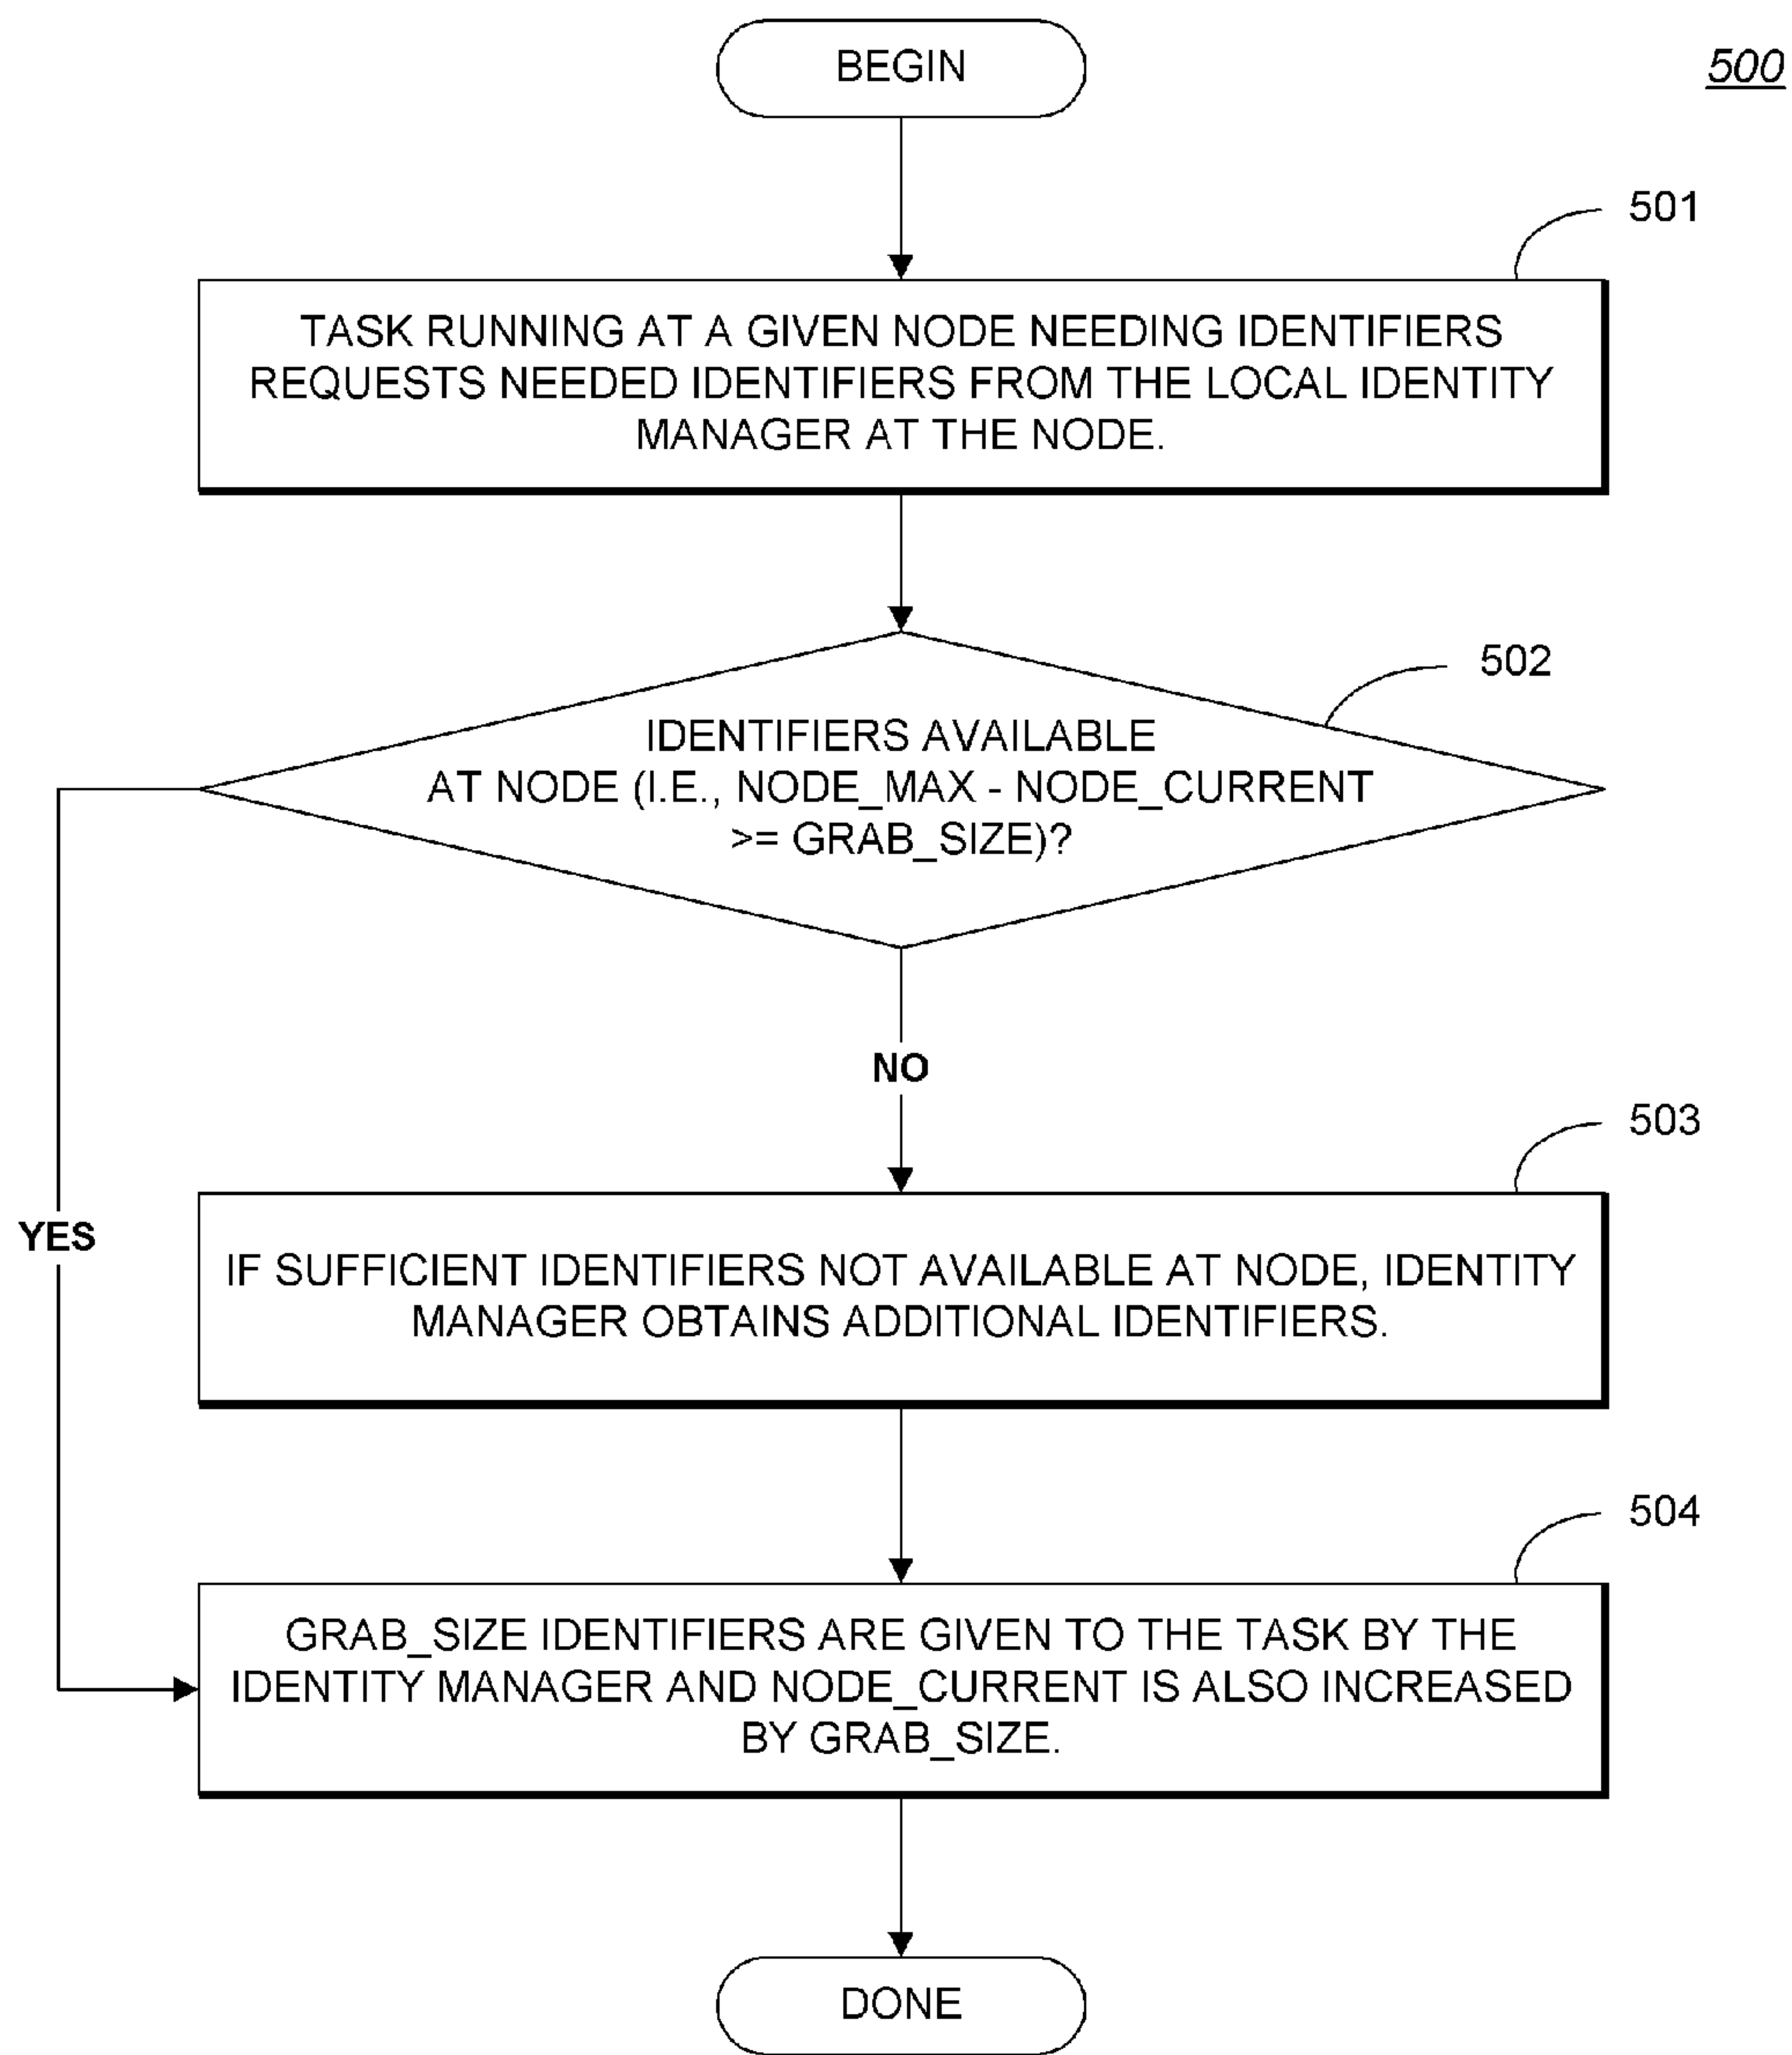 BEGIN
500
501
TASK RUNNING AT A GIVEN NODE NEEDING IDENTIFIERS
REQUESTS NEEDED IDENTIFIERS FROM THE LOCAL IDENTITY
MANAGER AT THE NODE.
502
IDENTIFIERS AVAILABLE
AT NODE (I.E., NODE_MAX - NODE_CURRENT
>= GRAB_SIZE)?
NO
503
YES
IF SUFFICIENT IDENTIFIERS NOT AVAILABLE AT NODE, IDENTITY
MANAGER OBTAINS ADDITIONAL IDENTIFIERS.
504
GRAB_SIZE IDENTIFIERS ARE GIVEN TO THE TASK BY THE
IDENTITY MANAGER AND NODE_CURRENT IS ALSO INCREASED
BY GRAB_SIZE.
DONE